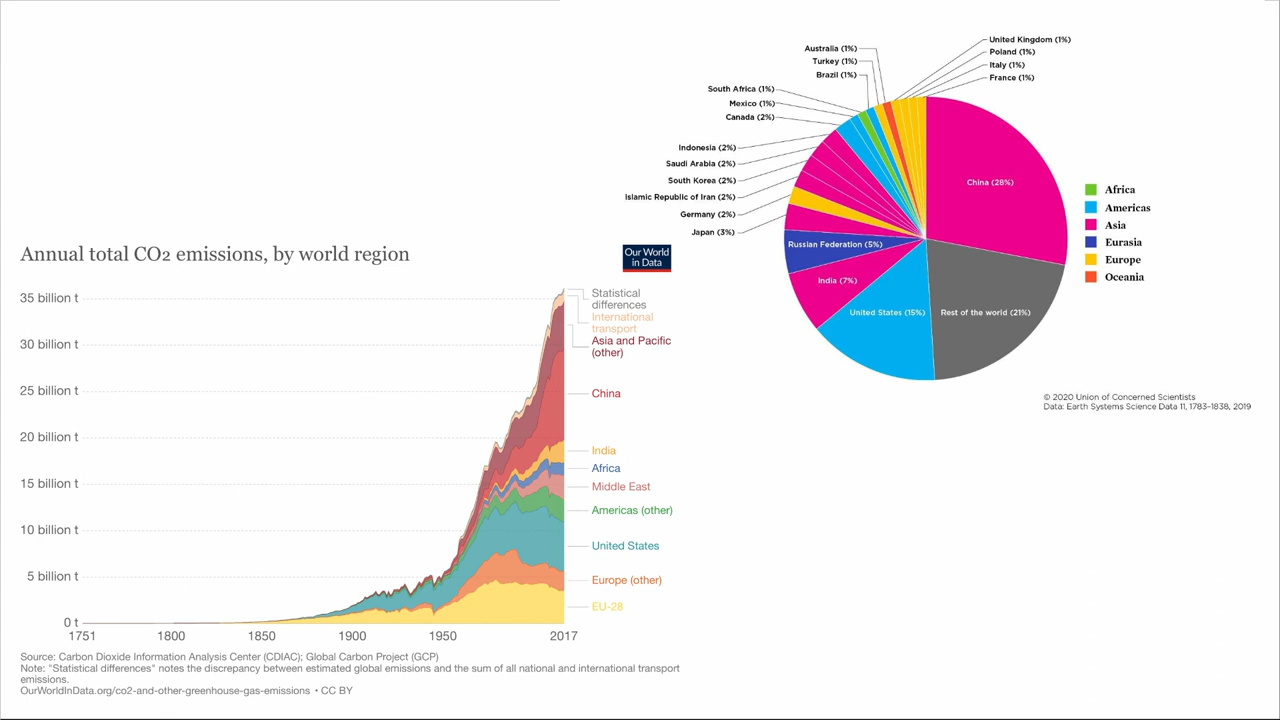 Annual total CO2 emissions, by world region
Our World
in Data
35 billion t
30 billion t
25 billion t
20 billion t
15 billion t
10 billion t
5 billion t
0 t
1751
1800
1850
1900
1950
2017
Statistical
differences
International
transport
Asia and Pacific
(other)
China
India
Africa
Middle East
Americas (other)
United States
Europe (other)
EU-28
Source: Carbon Dioxide Information Analysis Center (CDIAC); Global Carbon Project (GCP)
Note: "Statistical differences" notes the discrepancy between estimated global emissions and the sum of all national and international transport
emissions.
OurWorldInData.org/co2-and-other-greenhouse-gas-emissions • CC BY
United Kingdom (1%)
Poland (1%)
Italy (1%)
France (1%)
Australia (1%)
Turkey (1%)
Brazil (1%)
South Africa (1%)
Mexico (1%)
Canada (2%)
Indonesia (2%)
Saudi Arabia (2%)
South Korea (2%)
Islamic Republic of Iran (2%)
Germany (2%)
Japan (3%)
Russian Federation (5%)
India (7%)
United States (15%)
Rest of the world (21%)
China (28%)
Africa
Americas
Asia
Eurasia
Europe
Oceania
© 2020 Union of Concerned Scientists
Data: Earth Systems Science Data 11, 1783–1838, 2019